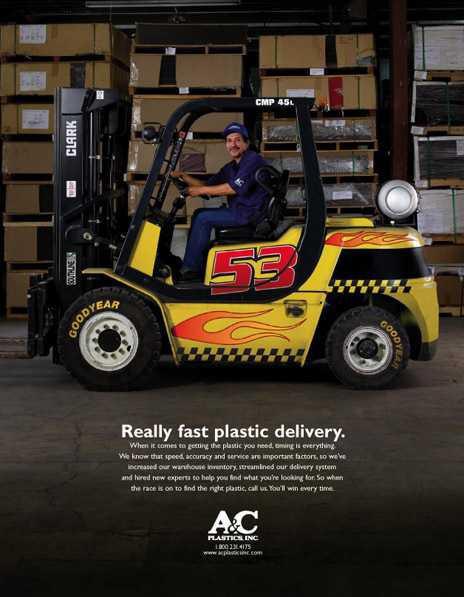 CMP 450
CLARK
53
GOODYEAR
GOODYEAR
Really fast plastic delivery.
When it comes to getting the plastic you need, timing is everything.
We know that speed, accuracy and service are important factors, so we've
increased our warehouse inventory, streamlined our delivery system
and hired new experts to help you find what you're looking for. So when
the race is on to find the right plastic, call us. You'll win every time.
A&C
PLASTICS, INC.
1.800.231.4175
www.acplasticsinc.com